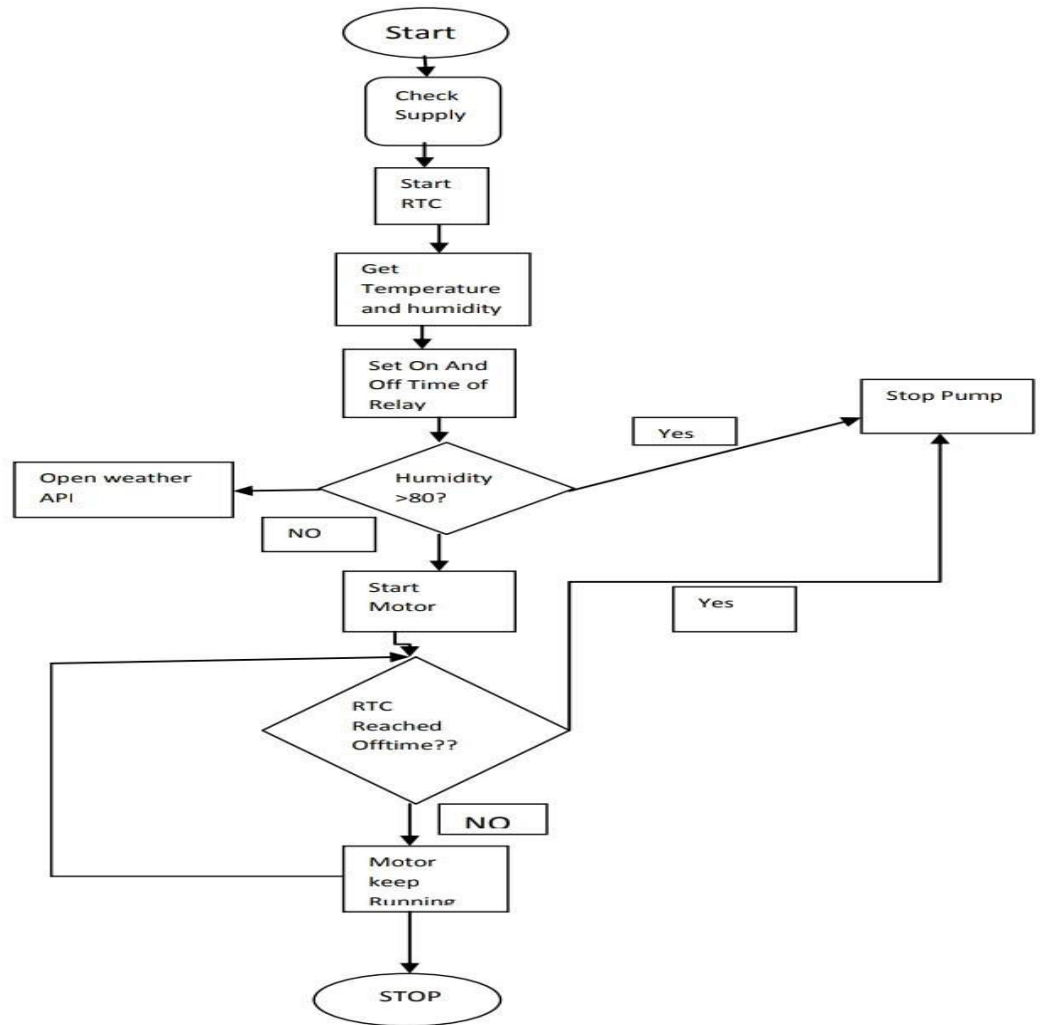 Start
Check
Supply
Start
RTC
Get
Temperature
and humidity
Set On And
Off Time of
Relay
Stop Pump
Yes
Humidity
>80?
Open weather
API
NO
Start
Motor
Yes
RTC
Reached
Offtime??
NO
Motor
keep
Running
STOP